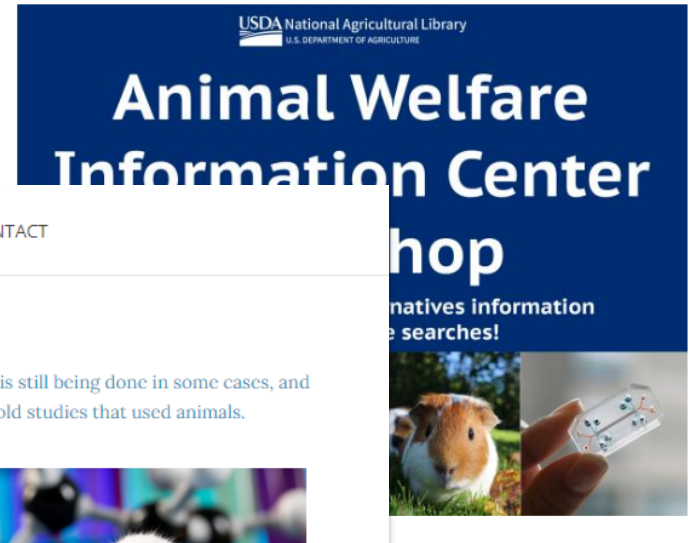 USDA National Agricultural Library
U.S. DEPARTMENT OF AGRICULTURE
Animal Welfare
Information Center
hop
natives information
searches!
NTACT
is still being done in some cases, and
old studies that used animals.